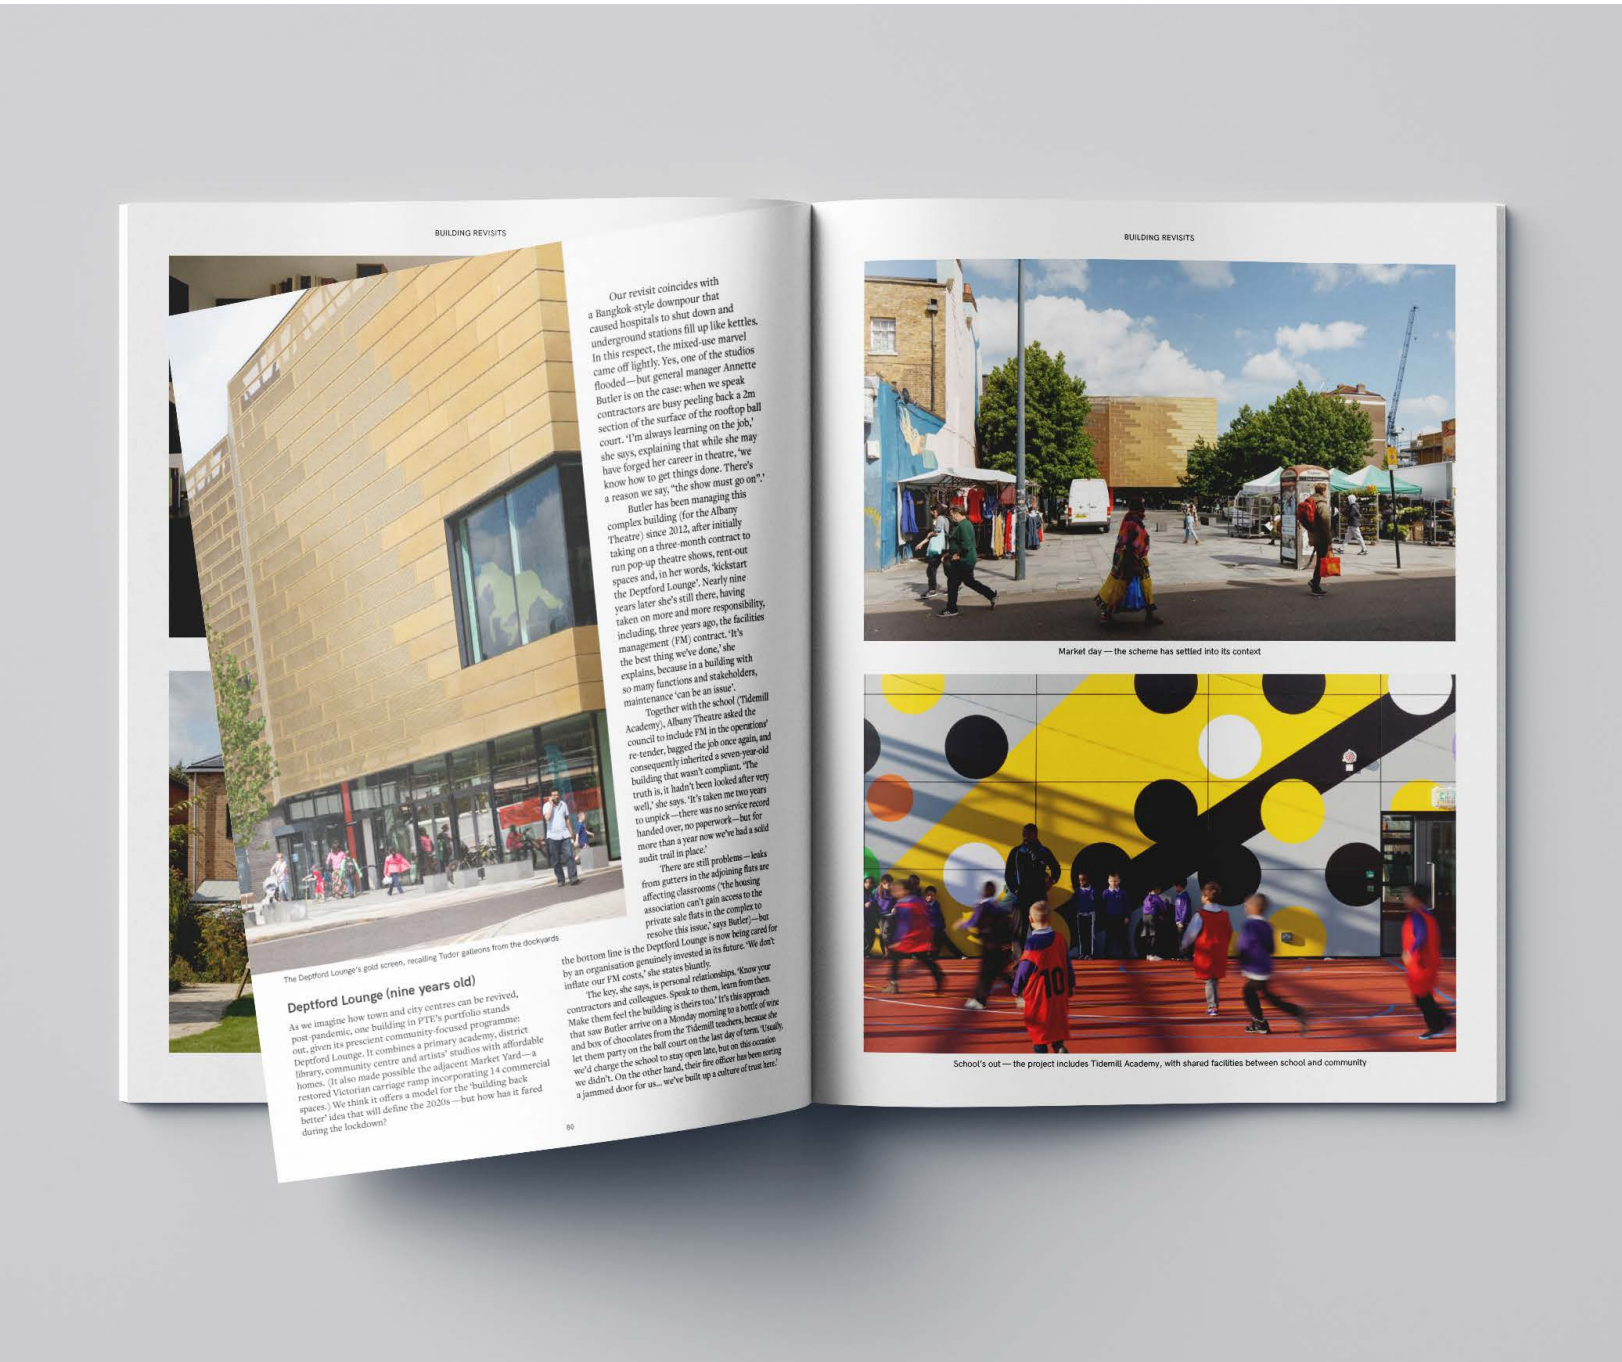 BUILDING REVISITS
The Deptford Lounge's gold screen, recalling Tudor galleons from the dockyards
Deptford Lounge (nine years old)
As we imagine how town and city centres can be revived,
post-pandemic, one building in PTE's portfolio stands
out, given its prescient community-focused programme:
Deptford Lounge. It combines a primary academy, district
library, community centre and artists' studios with affordable
homes. (It also made possible the adjacent Market Yard—a
restored Victorian carriage ramp incorporating 14 commercial
spaces.) We think it offers a model for the 'building back
better' idea that will define the 2020s—but how has it fared
during the lockdown?
Our revisit coincides with
a Bangkok-style downpour that
caused hospitals to shut down and
underground stations fill up like kettles.
In this respect, the mixed-use marvel
came off lightly. Yes, one of the studios
flooded—but general manager Annette
Butler is on the case: when we speak
contractors are busy peeling back a 2m
section of the surface of the rooftop ball
court. 'I'm always learning on the job,'
she says, explaining that while she may
have forged her career in theatre, 'we
know how to get things done. There's
a reason we say, "the show must go on".'
Butler has been managing this
complex building (for the Albany
Theatre) since 2012, after initially
taking on a three-month contract to
run pop-up theatre shows, rent-out
spaces and, in her words, 'kickstart
the Deptford Lounge'. Nearly nine
years later she's still there, having
taken on more and more responsibility,
including, three years ago, the facilities
management (FM) contract. 'It's
the best thing we've done,' she
explains, because in a building with
so many functions and stakeholders,
maintenance 'can be an issue'.
Together with the school (Tidemill
Academy), Albany Theatre asked the
council to include FM in the operations'
re-tender, bagged the job once again, and
consequently inherited a seven-year-old
building that wasn't compliant. 'The
truth is, it hadn't been looked after very
well,' she says. 'It's taken me two years
to unpick—there was no service record
handed over, no paperwork—but for
more than a year now we've had a solid
audit trail in place.'
There are still problems—leaks
from gutters in the adjoining flats are
affecting classrooms ('the housing
association can't gain access to the
private sale flats in the complex to
resolve this issue,' says Butler)—but
the bottom line is the Deptford Lounge is now being cared for
by an organisation genuinely invested in its future. 'We don't
inflate our FM costs,' she states bluntly.
The key, she says, is personal relationships. 'Know your
contractors and colleagues. Speak to them, learn from them.
Make them feel the building is theirs too.' It's this approach
that saw Butler arrive on a Monday morning to a bottle of wine
and box of chocolates from the Tidemill teachers, because she
let them party on the ball court on the last day of term. 'Usually,
we'd charge the school to stay open late, but on this occasion
we didn't. On the other hand, their fire officer has been sorting
a jammed door for us... we've built up a culture of trust here.'
60
BUILDING REVISITS
Market day — the scheme has settled into its context
10
School's out — the project includes Tidemill Academy, with shared facilities between school and community